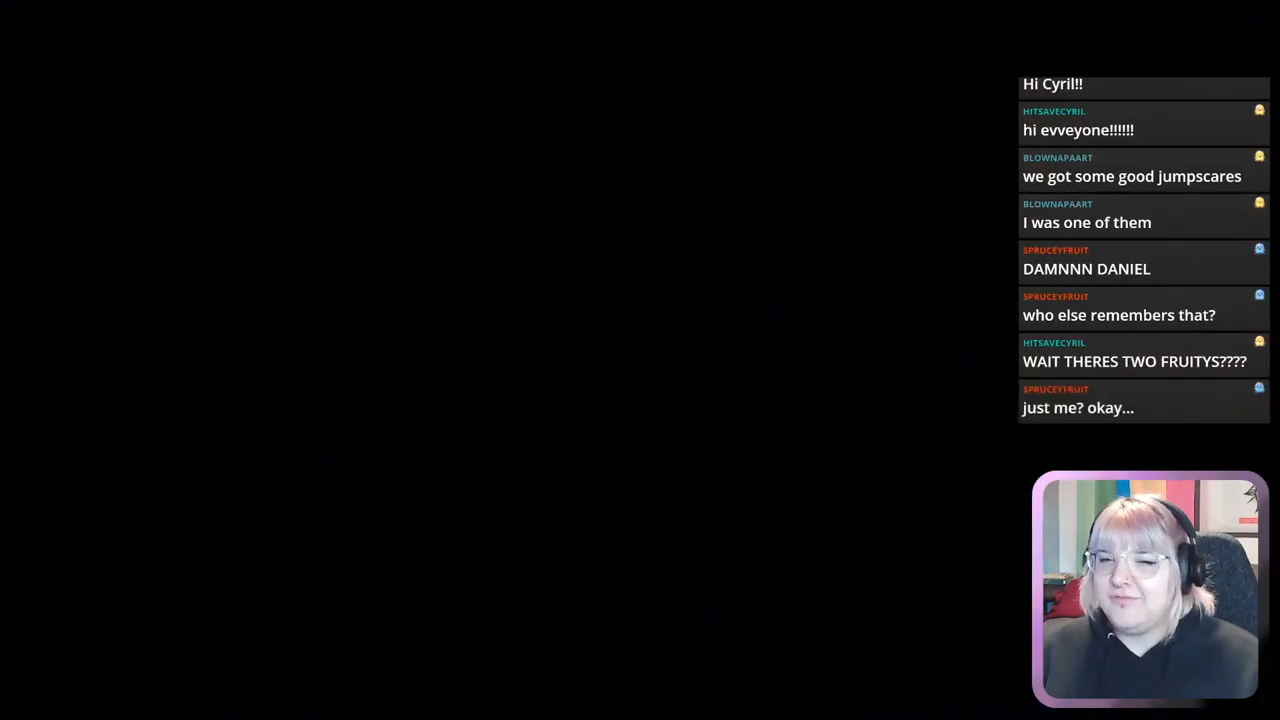 Hi Cyril!!
HITSAVECYRIL
hi evveyone!!!!!!
BLOWNAPAART
we got some good jumpscares
BLOWNAPAART
I was one of them
SPRUCEYFRUIT
DAMNNN DANIEL
SPRUCEYFRUIT
who else remembers that?
HITSAVECYRIL
WAIT THERES TWO FRUITYS????
SPRUCEYFRUIT
just me? okay...